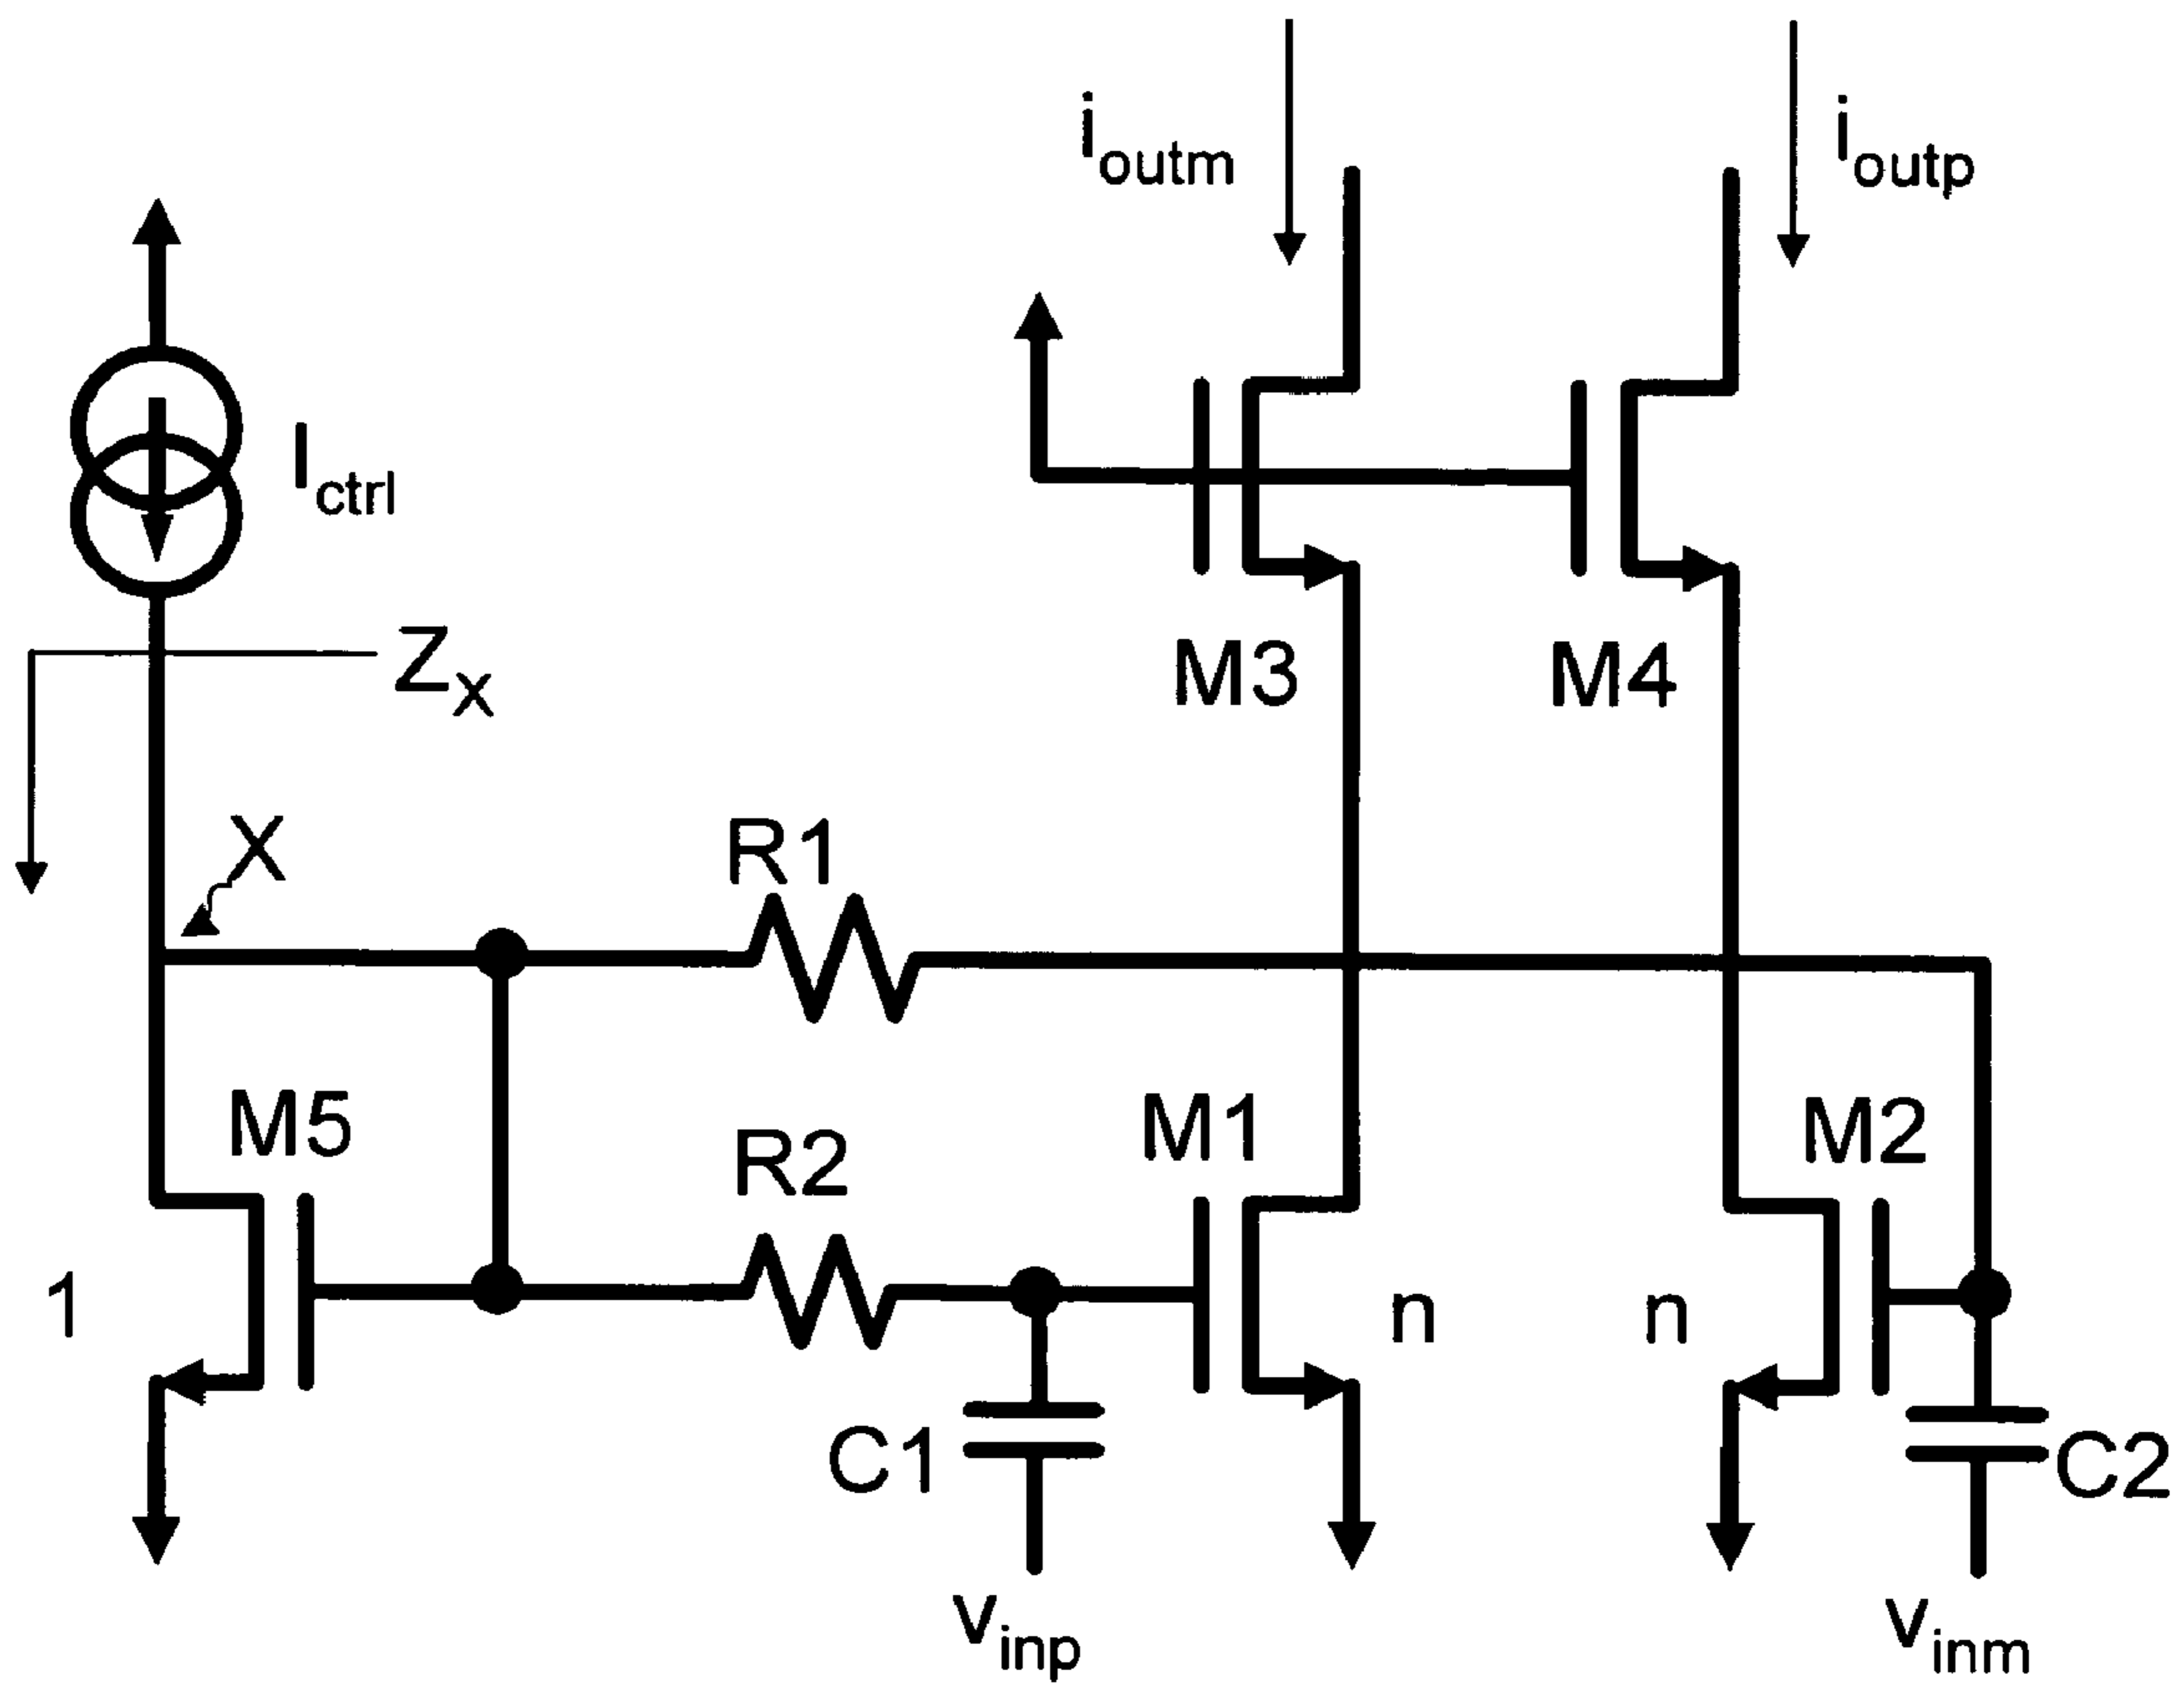 i_outm
i_outp
I_ctrl
Z_X
M3
M4
X
R1
M5
R2
M1
M2
1
n
n
C1
C2
v_inp
v_inm